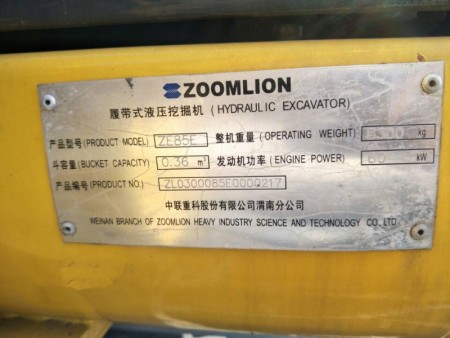 ZOOMLION
履带式液压挖掘机 (HYDRAULIC EXCAVATOR)
产品型号(PRODUCT MODEL) ZE85E 整机重量(OPERATING WEIGHT) kg
斗容量(BUCKET CAPACITY) 0.36 m³ 发动机功率(ENGINE POWER) kW
产品编号(PRODUCT NO.) ZL0300085E0000217
中联重科股份有限公司渭南分公司
WEINAN BRANCH OF ZOOMLION HEAVY INDUSTRY SCIENCE AND TECHNOLOGY CO.,LTD.